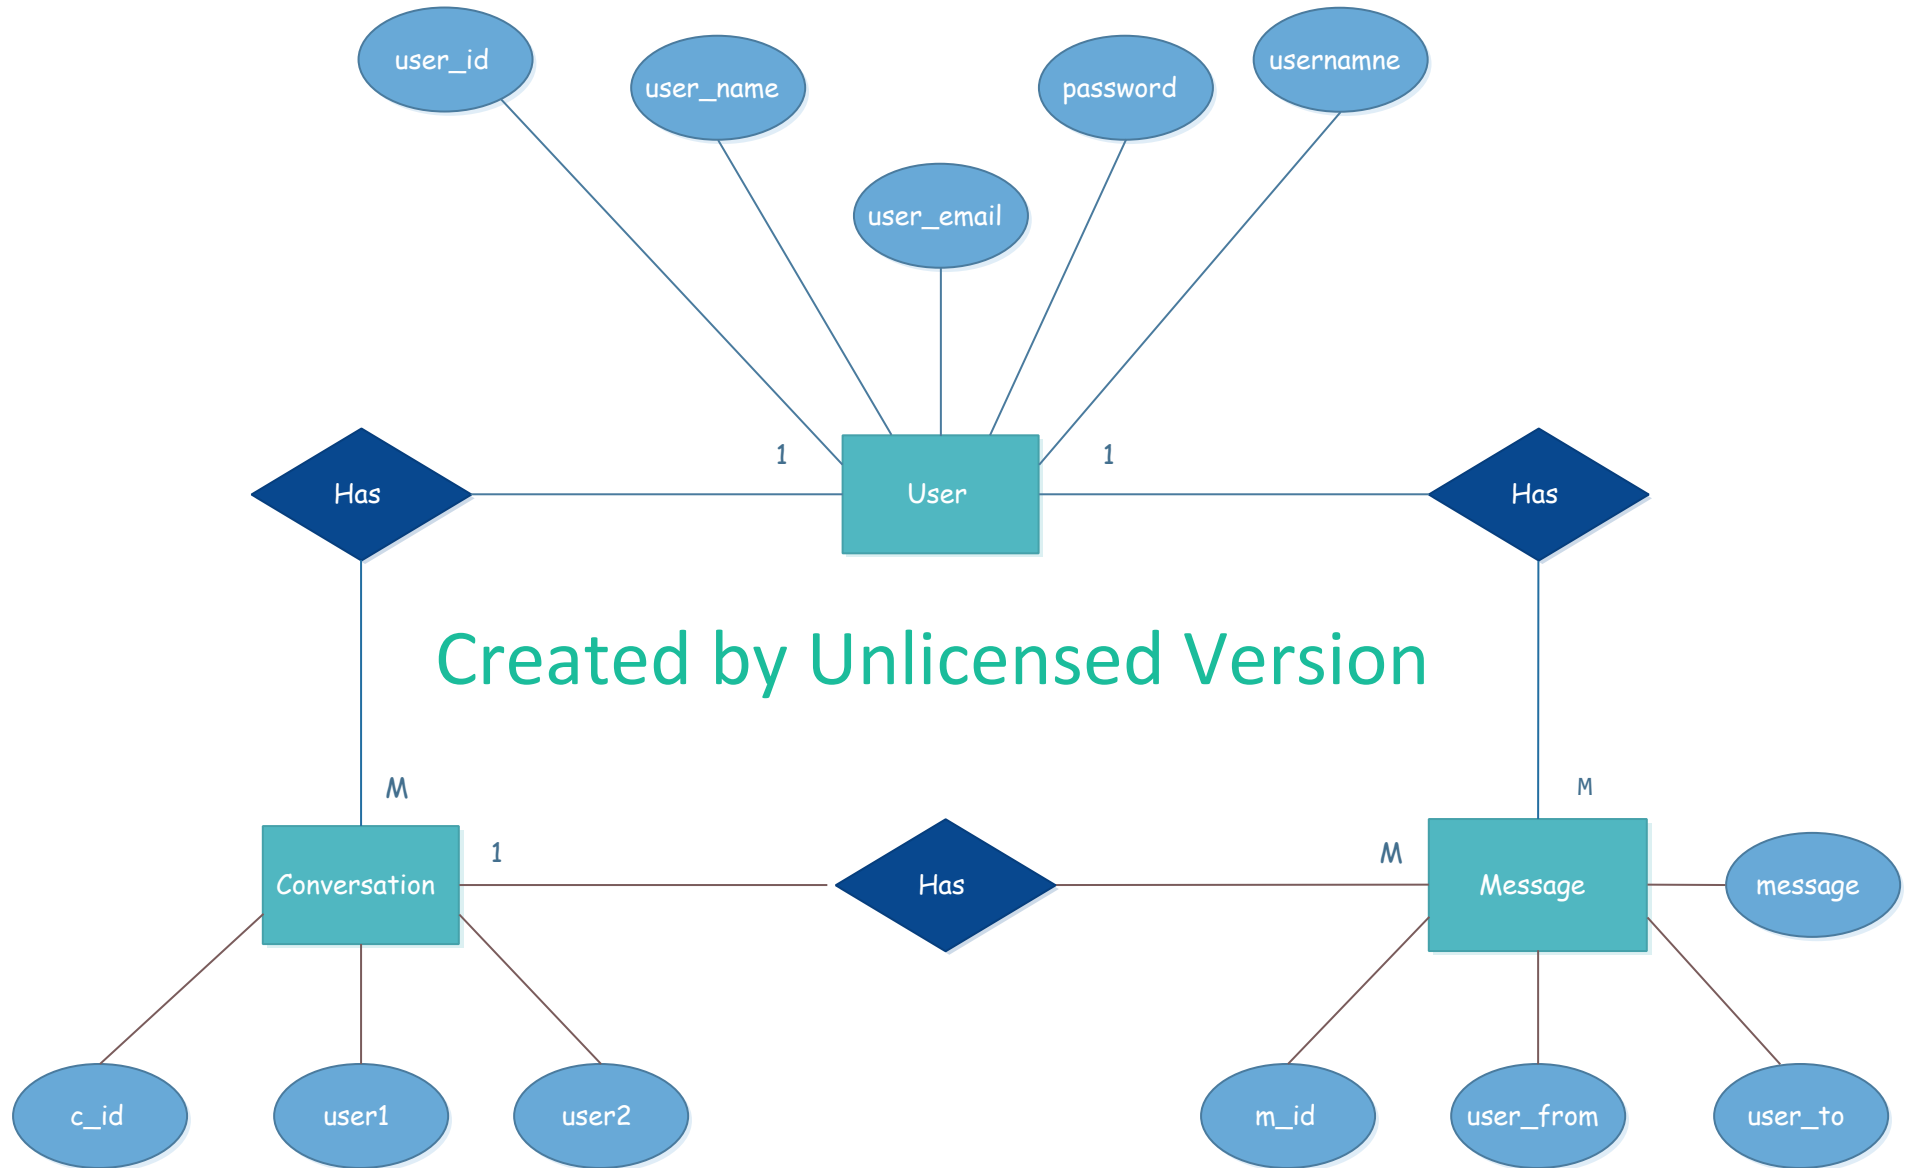 user_id
usernamne
user_name
password
user_email
1
1
Has
User
Has
Created by Unlicensed Version
M
M
1
M
Conversation
Has
Message
message
c_id
user1
user2
m_id
user_from
user_to